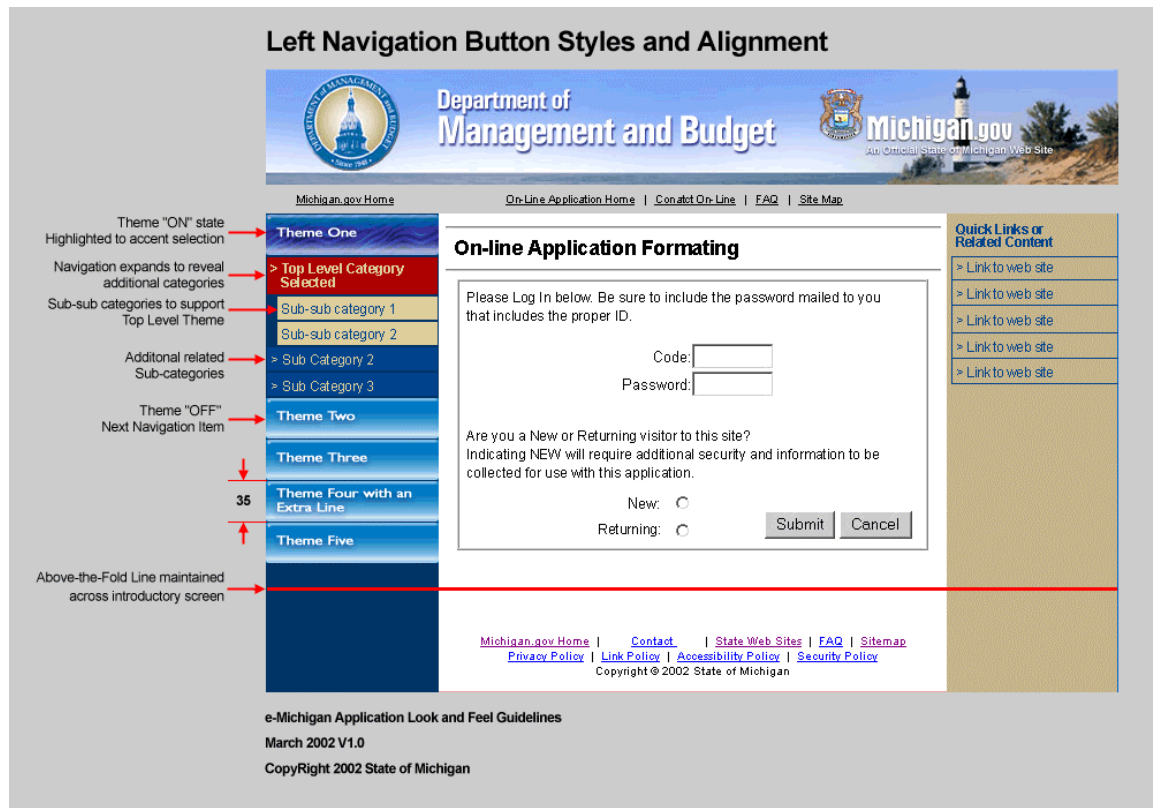 Left Navigation Button Styles and Alignment
DEPARTMENT of MANAGEMENT and BUDGET
Since 1948
Department of
Management and Budget
Michigan.gov
An Official State of Michigan Web Site
Michigan.gov Home
On-Line Application Home | Conatct On-Line | FAQ | Site Map
Theme "ON" state
Highlighted to accent selection
Navigation expands to reveal
additional categories
Sub-sub categories to support
Top Level Theme
Additonal related
Sub-categories
Theme "OFF"
Next Navigation Item
35
Above-the-Fold Line maintained
across introductory screen
Theme One
> Top Level Category
Selected
Sub-sub category 1
Sub-sub category 2
> Sub Category 2
> Sub Category 3
Theme Two
Theme Three
Theme Four with an
Extra Line
Theme Five
On-line Application Formating
Please Log In below. Be sure to include the password mailed to you
that includes the proper ID.
Code:
Password:
Are you a New or Returning visitor to this site?
Indicating NEW will require additional security and information to be
collected for use with this application.
New:
Returning:
Submit
Cancel
Quick Links or
Related Content
> Link to web site
> Link to web site
> Link to web site
> Link to web site
> Link to web site
Michigan.gov Home | Contact | State Web Sites | FAQ | Sitemap
Privacy Policy | Link Policy | Accessibility Policy | Security Policy
Copyright © 2002 State of Michigan
e-Michigan Application Look and Feel Guidelines
March 2002 V1.0
CopyRight 2002 State of Michigan